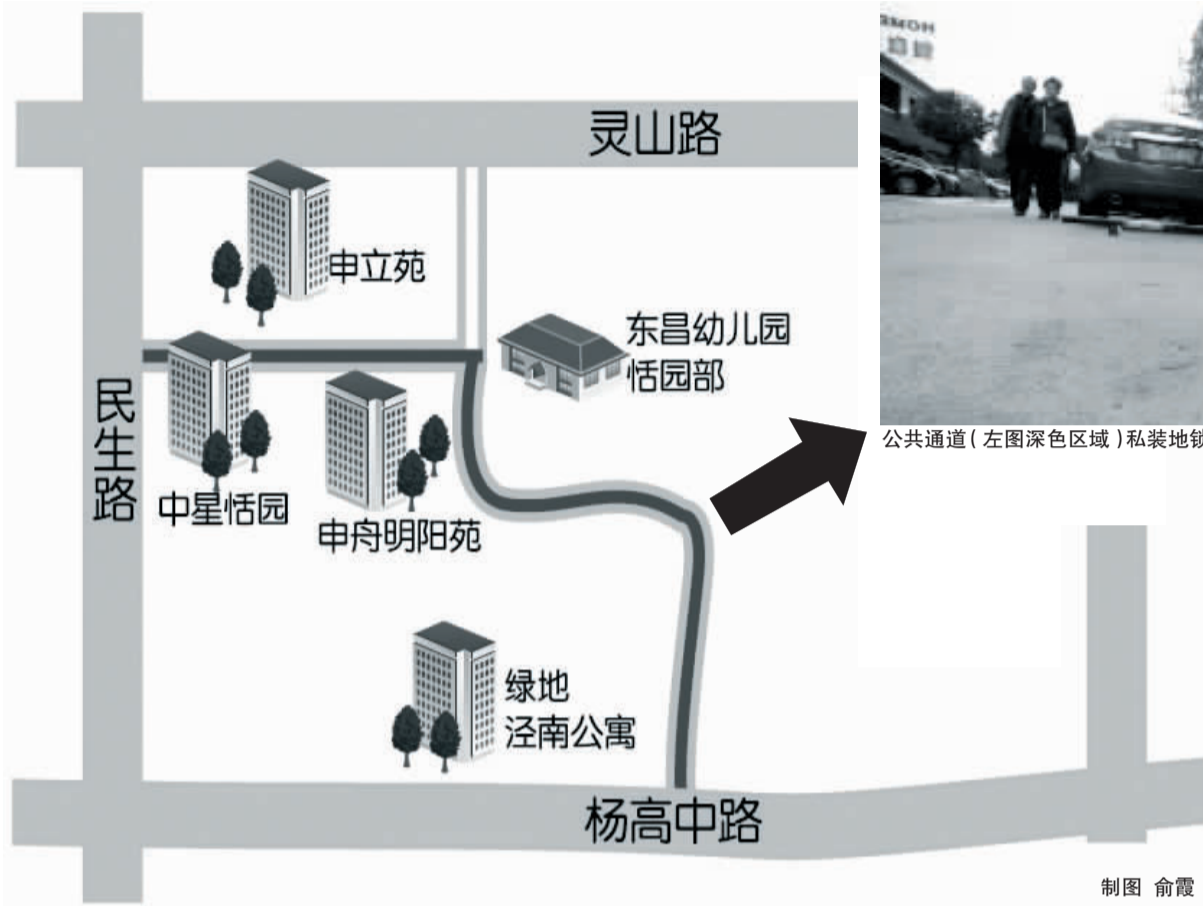 灵山路
申立苑
东昌幼儿园
恬园部
民生路
中星恬园
申舟明阳苑
公共通道(左图深色区域)私装地锁
绿地
泾南公寓
杨高中路
制图 俞霞